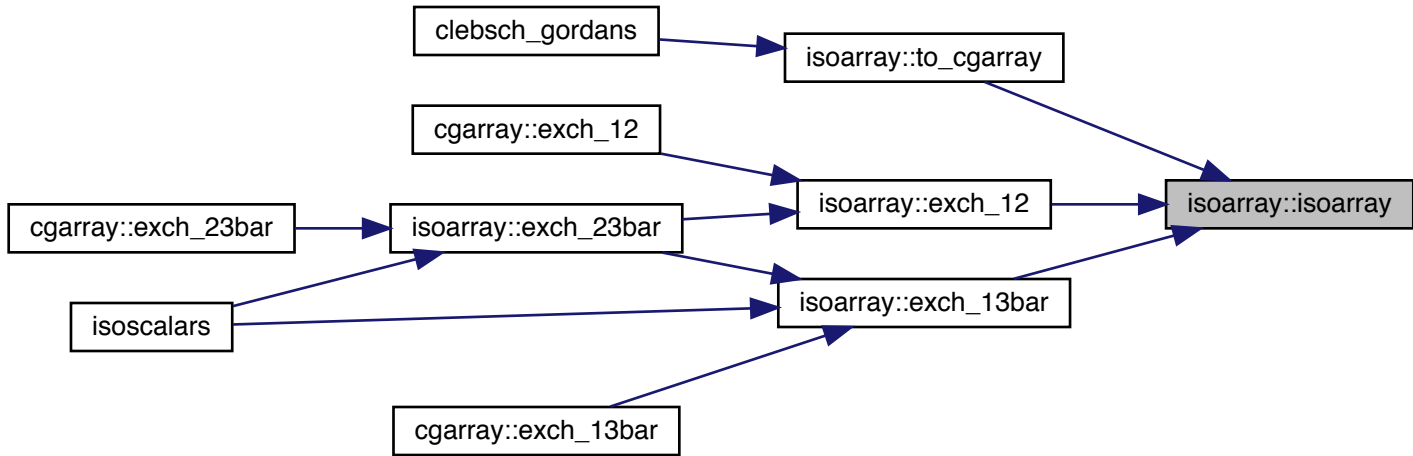 clebsch_gordans
isoarray::to_cgarray
cgarray::exch_12
isoarray::exch_12
isoarray::isoarray
cgarray::exch_23bar
isoarray::exch_23bar
isoarray::exch_13bar
isoscalars
cgarray::exch_13bar